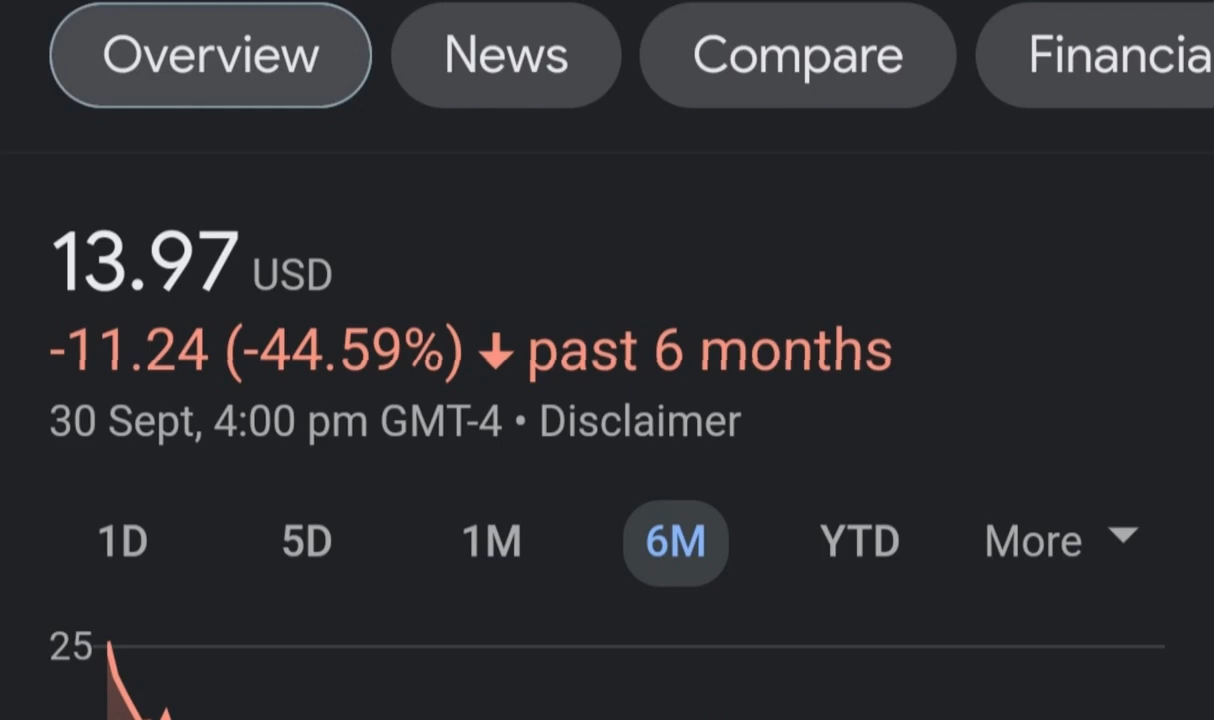 Overview News Compare Financia
13.97 USD
-11.24 (-44.59%) ↓ past 6 months
30 Sept, 4:00 pm GMT-4 • Disclaimer
1D 5D 1M 6M YTD More
25